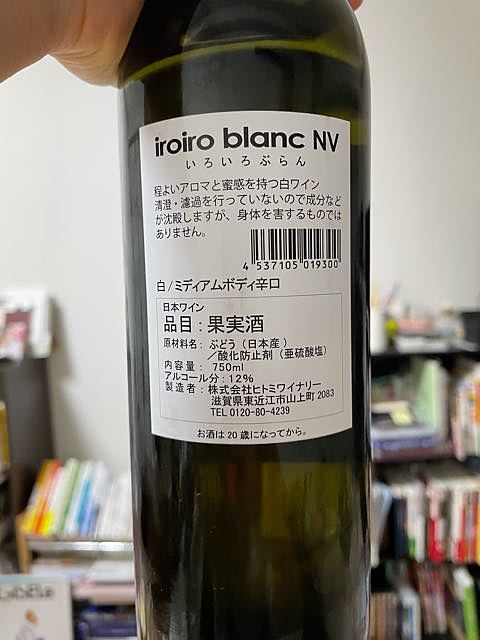 iroiro blanc NV
いろいろぶらん
程よいアロマと蜜感を持つ白ワイン
清澄・濾過を行っていないので成分など
が沈殿しますが、身体を害するものでは
ありません。
4 537105 019300
白/ミディアムボディ辛口
日本ワイン
品目：果実酒
原材料名：ぶどう（日本産）
／酸化防止剤（亜硫酸塩）
内容量：750ml
アルコール分：12%
製造者：株式会社ヒトミワイナリー
滋賀県東近江市山上町2083
TEL 0120-80-4239
お酒は20歳になってから。